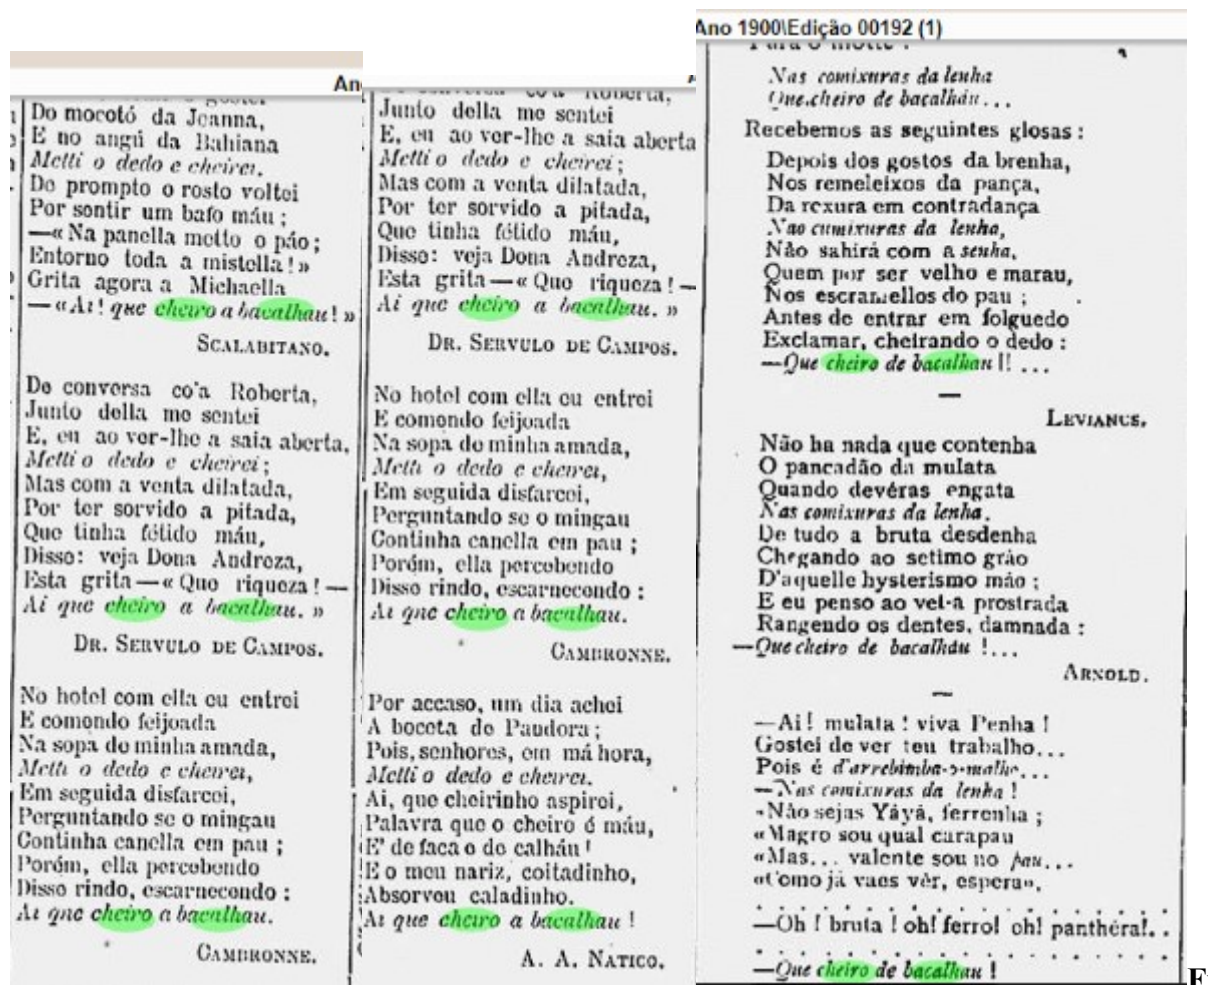 Do mocotó da Joanna,
E no angú da Bahiana
Metti o dedo e cheirei.
De prompto o rosto voltei
Por sentir um bafo máu ;
—« Na panella metto o páo ;
Entorno toda a mistella ! »
Grita agora a Michaella
— «Ai ! que cheiro a bacalhau ! »
SCALABITANO.
De conversa co'a Roberta,
Junto della me sentei
E, eu ao ver-lhe a saia aberta,
Metti o dedo e cheirei ;
Mas com a venta dilatada,
Por ter sorvido a pitada,
Que tinha fétido máu,
Disse: veja Dona Andreza,
Esta grita — « Que riqueza ! —
Ai que cheiro a bacalhau. »
DR. SERVULO DE CAMPOS.
No hotel com ella eu entrei
E comendo feijoada
Na sopa de minha amada,
Metti o dedo e cheirei,
Em seguida disfarcei,
Perguntando se o mingau
Continha canella em pau ;
Porém, ella percebendo
Disse rindo, escarnecendo :
Ai que cheiro a bacalhau.
CAMBRONNE.
Roberta,
Junto della me sentei
E, eu ao ver-lhe a saia aberta
Metti o dedo e cheirei ;
Mas com a venta dilatada,
Por ter sorvido a pitada,
Que tinha fétido máu,
Disse: veja Dona Andreza,
Esta grita — « Que riqueza ! —
Ai que cheiro a bacalhau. »
DR. SERVULO DE CAMPOS.
No hotel com ella eu entrei
E comendo feijoada
Na sopa de minha amada,
Metti o dedo e cheirei,
Em seguida disfarcei,
Perguntando se o mingau
Continha canella em pau ;
Porém, ella percebendo
Disse rindo, escarnecendo :
Ai que cheiro a bacalhau.
CAMBRONNE.
Por accaso, um dia achei
A boceta de Pandora ;
Pois, senhores, em má hora,
Metti o dedo e cheirei.
Ai, que cheirinho aspirei,
Palavra que o cheiro é máu,
E' de faca e de calháu !
E o meu nariz, coitadinho,
Absorveu caladinho.
Ai que cheiro a bacalhau !
A. A. NATICO.
Ano 1900\Edição 00192 (1)
Para o motte :
Nas comixuras da lenha
Que cheiro de bacalháu...
Recebemos as seguintes glosas :
Depois dos gostos da brenha,
Nos remeleixos da pança,
Da rexura em contradança
Nao cumixuras da lenha,
Não sahirá com a senha.
Quem por ser velho e marau,
Nos escramellos do pau ;
Antes de entrar em folguedo
Exclamar, cheirando o dedo :
—Que cheiro de bacalhau !! ...
—
LEVIANUS.
Não ha nada que contenha
O pancadão da mulata
Quando devéras engata
Nas comixuras da lenha.
De tudo a bruta desdenha
Chegando ao setimo gráo
D'aquelle hysterismo máo ;
E eu penso ao vel-a prostrada
Rangendo os dentes, damnada :
—Que cheiro de bacalháu !...
ARNOLD.
—
—Ai ! mulata ! viva Penha !
Gostei de ver teu trabalho...
Pois é d'arrebimba-o-malho...
—Nas comixuras da lenha !
«Não sejas Yáyá, ferrenha ;
«Magro sou qual carapau
«Mas... valente sou no pau...
«Como já vaes vêr, espera».
. . . . . . . . . . . . . . . .
—Oh ! bruta ! oh! ferro! oh! panthéra!. .
. . . . . . . . . . . . . . . .
—Que cheiro de bacalhau !